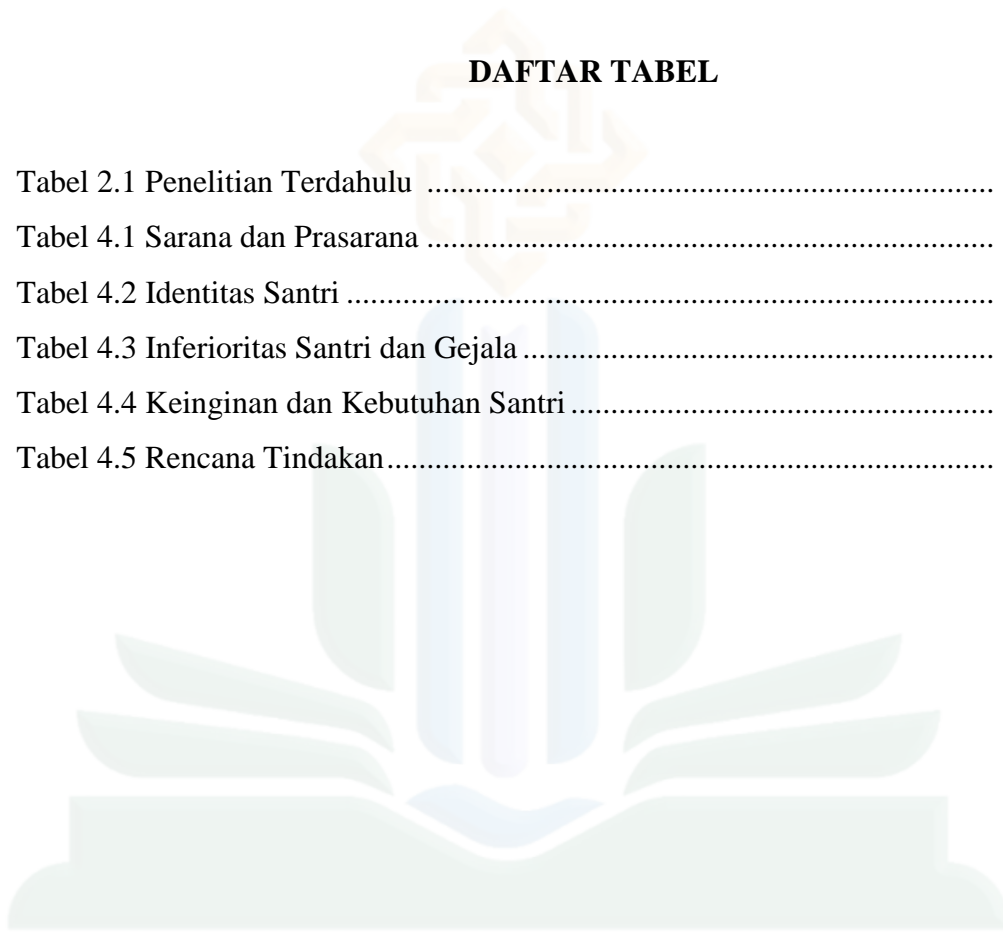 DAFTAR TABEL
Tabel 2.1 Penelitian Terdahulu .......................................................................
Tabel 4.1 Sarana dan Prasarana .......................................................................
Tabel 4.2 Identitas Santri .................................................................................
Tabel 4.3 Inferioritas Santri dan Gejala ...........................................................
Tabel 4.4 Keinginan dan Kebutuhan Santri .....................................................
Tabel 4.5 Rencana Tindakan............................................................................